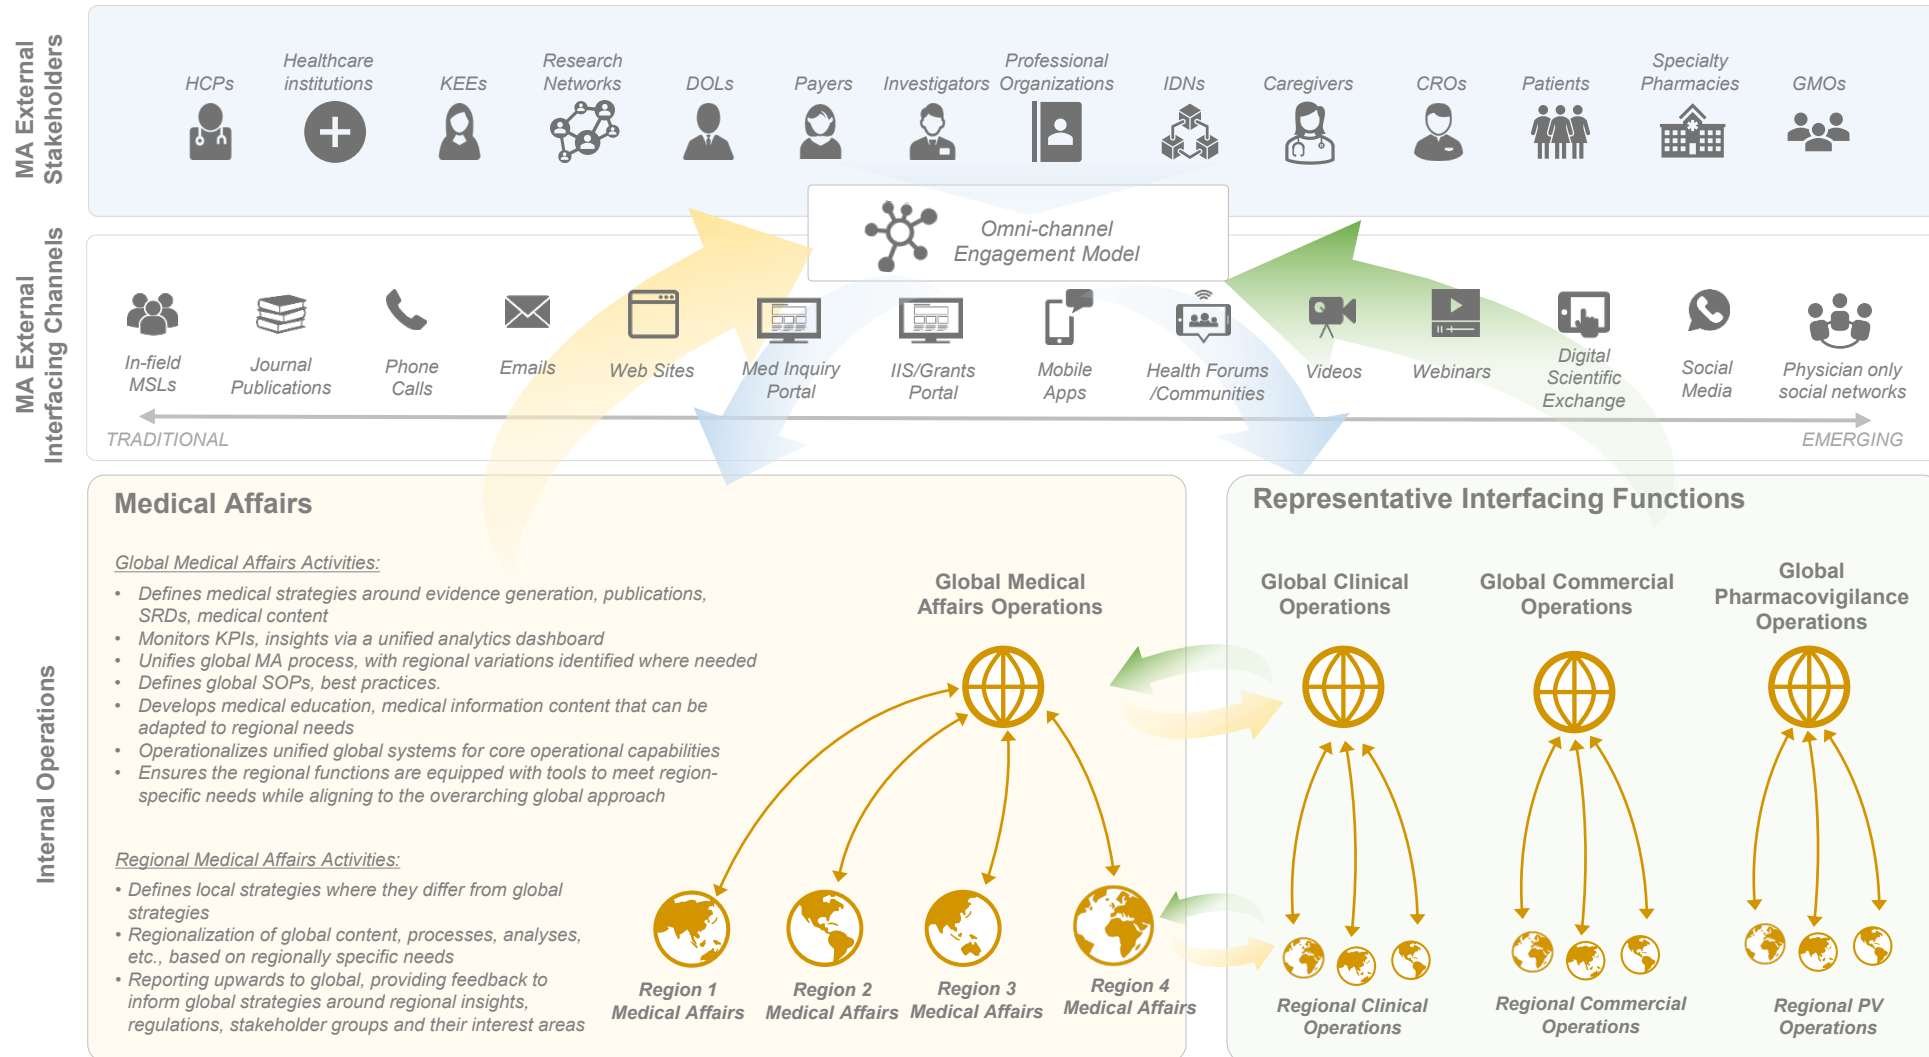 MA External
Stakeholders
HCPs
Healthcare
institutions
KEEs
Research
Networks
DOLs
Payers
Investigators
Professional
Organizations
IDNs
Caregivers
CROs
Patients
Specialty
Pharmacies
GMOs
Omni-channel
Engagement Model
MA External
Interfacing Channels
In-field
MSLs
Journal
Publications
Phone
Calls
Emails
Web Sites
Med Inquiry
Portal
IIS/Grants
Portal
Mobile
Apps
Health Forums
/Communities
Videos
Webinars
Digital
Scientific
Exchange
Social
Media
Physician only
social networks
TRADITIONAL
EMERGING
Internal Operations
Medical Affairs
Global Medical Affairs Activities:
• Defines medical strategies around evidence generation, publications,
SRDs, medical content
• Monitors KPIs, insights via a unified analytics dashboard
• Unifies global MA process, with regional variations identified where needed
• Defines global SOPs, best practices.
• Develops medical education, medical information content that can be
adapted to regional needs
• Operationalizes unified global systems for core operational capabilities
• Ensures the regional functions are equipped with tools to meet region-
specific needs while aligning to the overarching global approach
Regional Medical Affairs Activities:
• Defines local strategies where they differ from global
strategies
• Regionalization of global content, processes, analyses,
etc., based on regionally specific needs
• Reporting upwards to global, providing feedback to
inform global strategies around regional insights,
regulations, stakeholder groups and their interest areas
Global Medical
Affairs Operations
Region 1
Medical Affairs
Region 2
Medical Affairs
Region 3
Medical Affairs
Region 4
Medical Affairs
Representative Interfacing Functions
Global Clinical
Operations
Global Commercial
Operations
Global
Pharmacovigilance
Operations
Regional Clinical
Operations
Regional Commercial
Operations
Regional PV
Operations